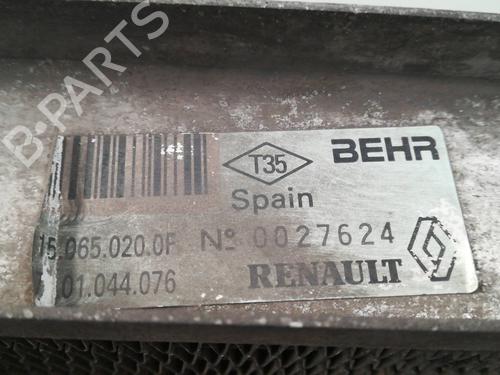 B-PARTS
T35
BEHR
Spain
15.065.020.0F Nº 0027624
01.044.076 RENAULT